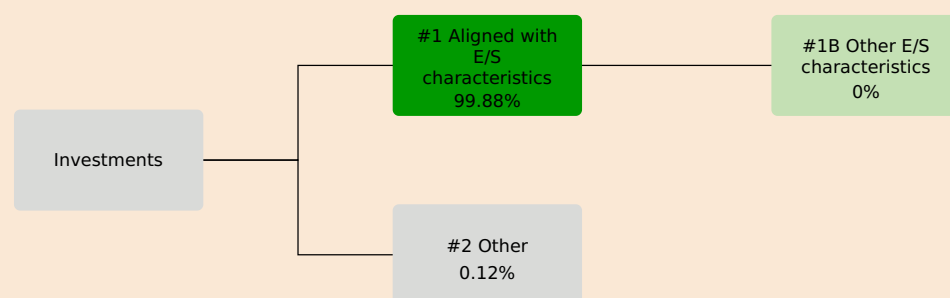 #1 Aligned with
E/S
characteristics
99.88%
#1B Other E/S
characteristics
0%
Investments
#2 Other
0.12%